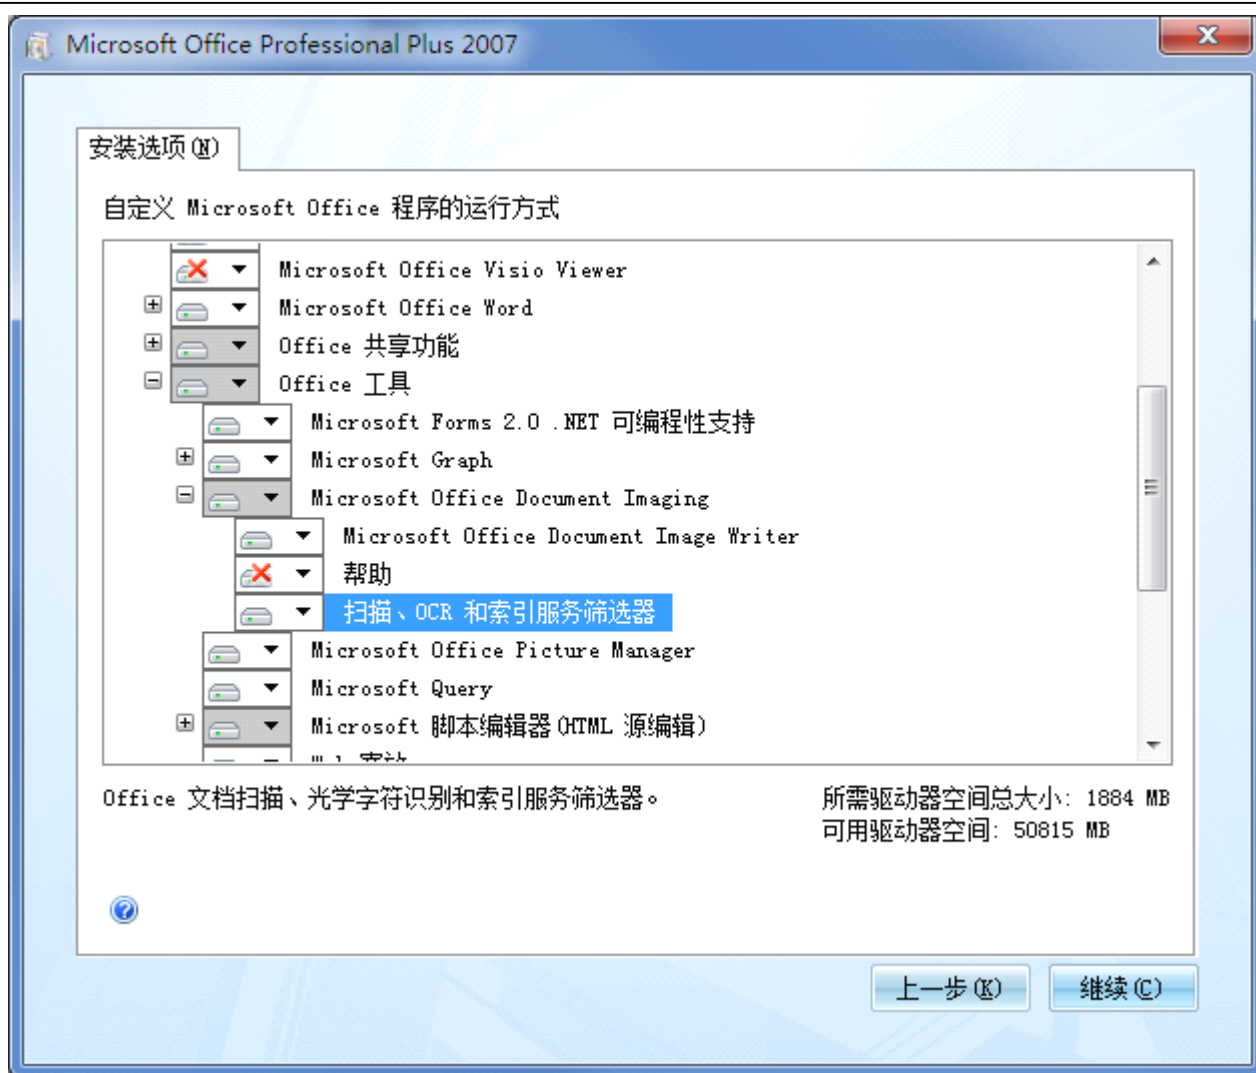 Microsoft Office Professional Plus 2007
安装选项(N)
自定义 Microsoft Office 程序的运行方式
Microsoft Office Visio Viewer
Microsoft Office Word
Office 共享功能
Office 工具
Microsoft Forms 2.0 .NET 可编程性支持
Microsoft Graph
Microsoft Office Document Imaging
Microsoft Office Document Image Writer
帮助
扫描、OCR 和索引服务筛选器
Microsoft Office Picture Manager
Microsoft Query
Microsoft 脚本编辑器(HTML 源编辑)
Office 文档扫描、光学字符识别和索引服务筛选器。
所需驱动器空间总大小: 1884 MB
可用驱动器空间: 50815 MB
上一步(K)
继续(C)